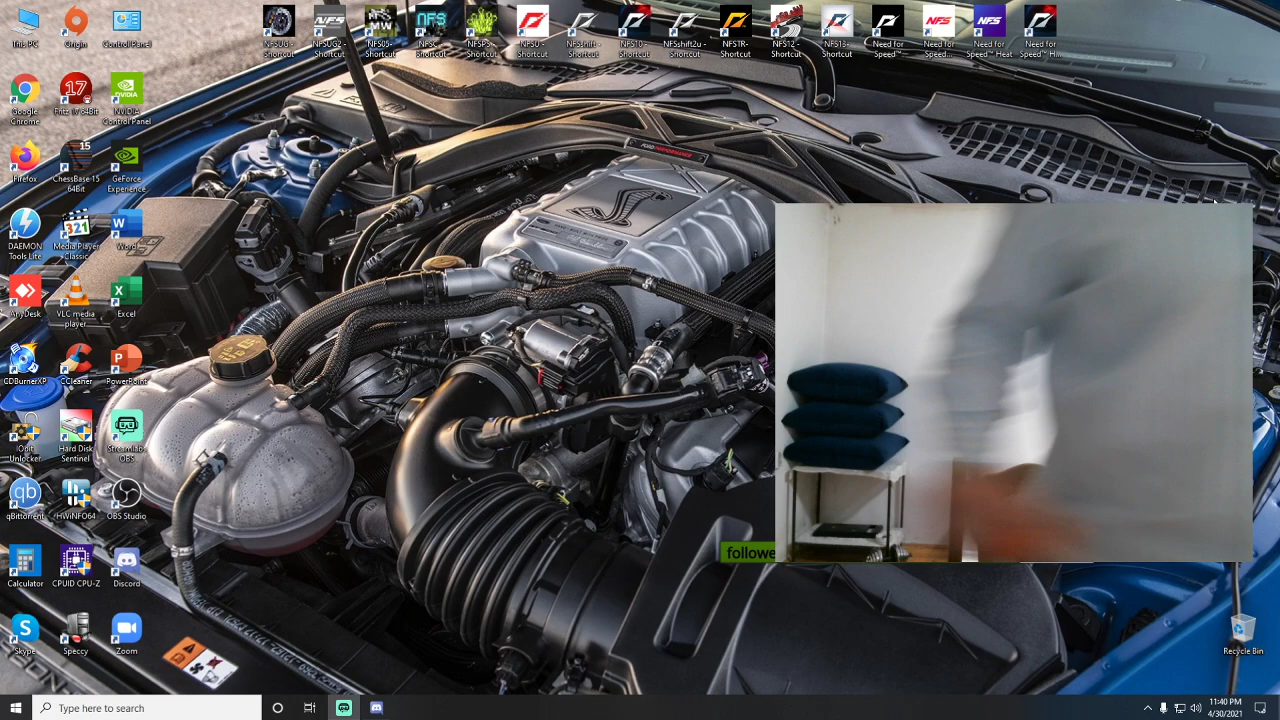 This PC
Origin
Control Panel
NFSUG - Shortcut
NFSUG2 - Shortcut
NFS05 - Shortcut
NFSC - Shortcut
NFSPS - Shortcut
NFSU - Shortcut
NFSshift - Shortcut
NFS10 - Shortcut
NFSshift2u - Shortcut
NFSTR - Shortcut
NFS12 - Shortcut
NFS13 - Shortcut
Need for Speed™
Need for Speed...
Need for Speed™ Heat
Need for Speed™ H...
Google Chrome
Fritz 17 64Bit
NVIDIA Control Panel
Firefox
ChessBase 15 64Bit
GeForce Experience
FORD PERFORMANCE
DAEMON Tools Lite
Media Player Classic
Word
AnyDesk
VLC media player
Excel
CDBurnerXP
CCleaner
PowerPoint
IObit Unlocker
Hard Disk Sentinel
Streamlabs OBS
qBittorrent
HWiNFO64
OBS Studio
followe
Calculator
CPUID CPU-Z
Discord
Skype
Speccy
Zoom
Recycle Bin
Type here to search
11:40 PM
4/30/2021